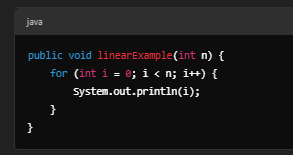 java
public void linearExample(int n) {
    for (int i = 0; i < n; i++) {
        System.out.println(i);
    }
}